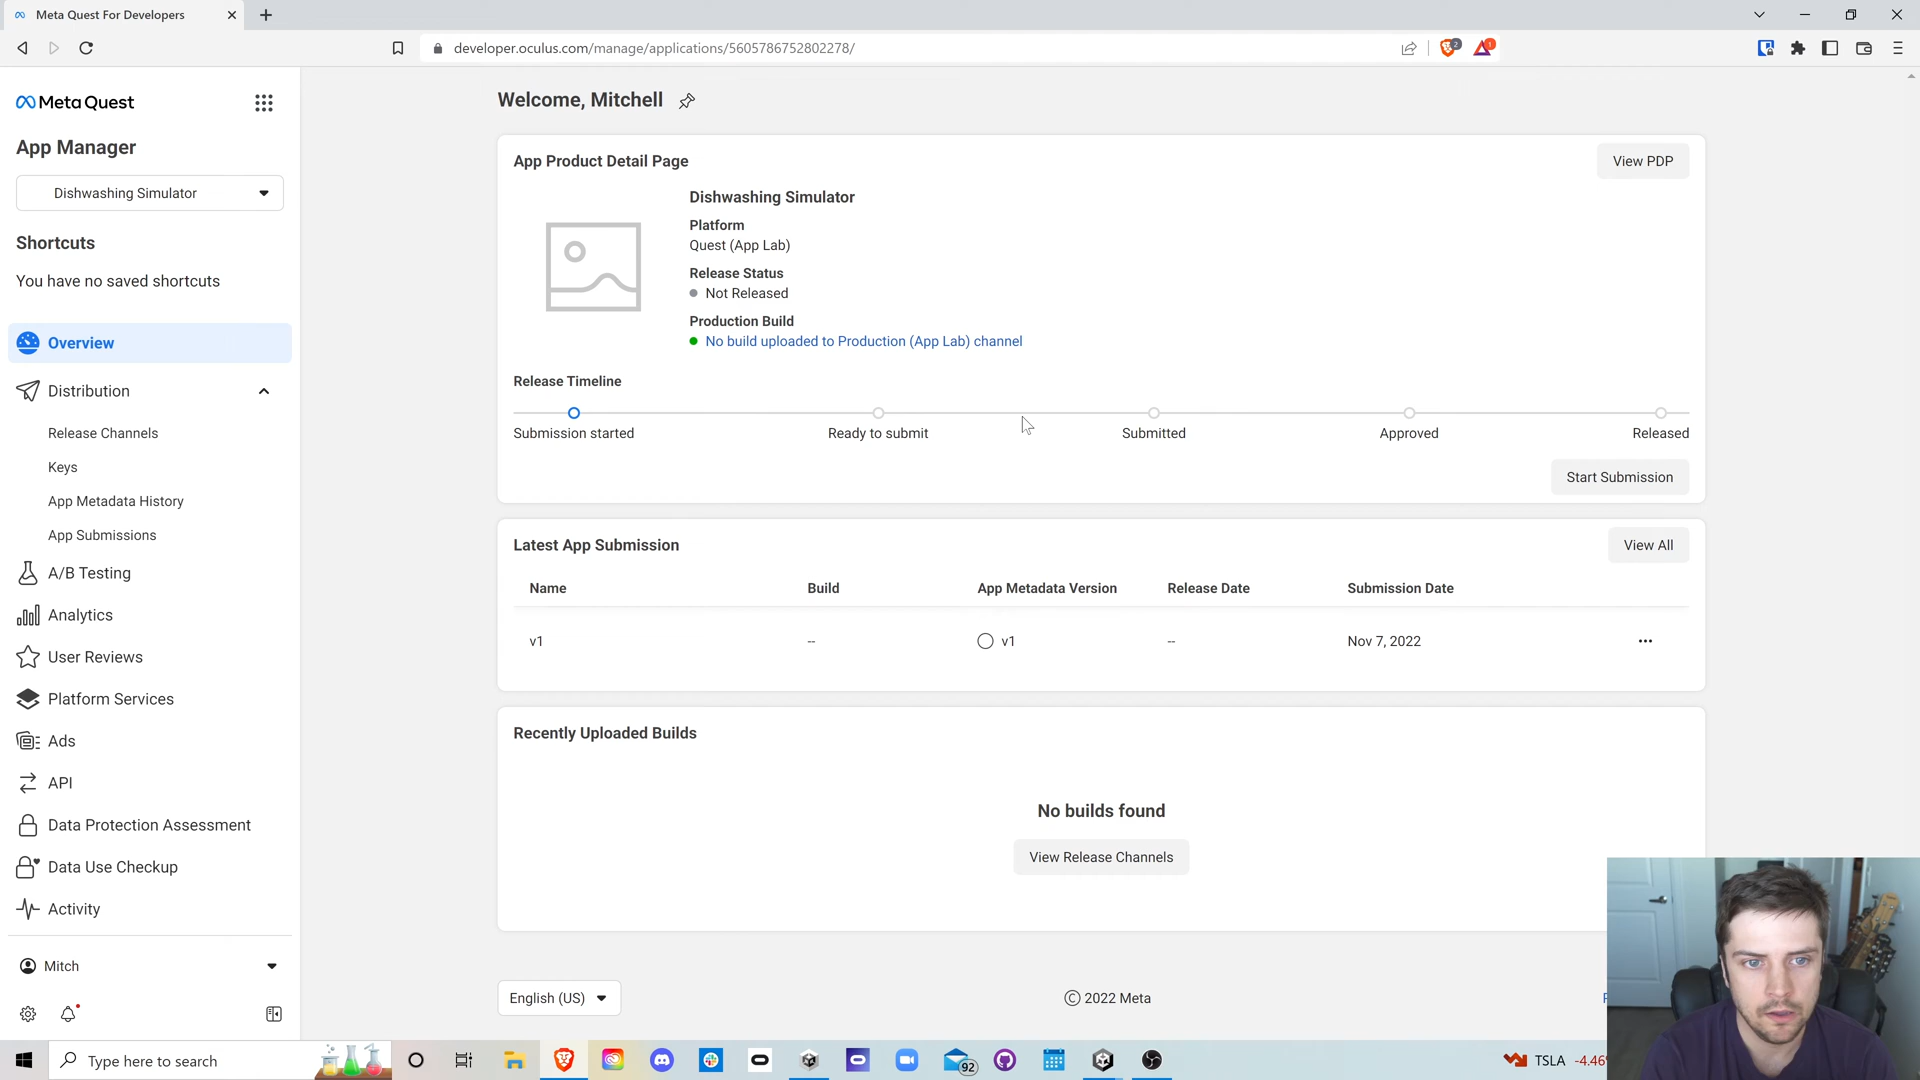 Meta Quest For Developers
developer.oculus.com/manage/applications/5605786752802278/
2
1
Meta Quest
App Manager
Dishwashing Simulator
Shortcuts
You have no saved shortcuts
Overview
Distribution
Release Channels
Keys
App Metadata History
App Submissions
A/B Testing
Analytics
User Reviews
Platform Services
Ads
API
Data Protection Assessment
Data Use Checkup
Activity
Mitch
Welcome, Mitchell
App Product Detail Page
View PDP
Dishwashing Simulator
Platform
Quest (App Lab)
Release Status
Not Released
Production Build
No build uploaded to Production (App Lab) channel
Release Timeline
Submission started
Ready to submit
Submitted
Approved
Released
Start Submission
Latest App Submission
View All
Name Build App Metadata Version Release Date Submission Date
v1 -- v1 -- Nov 7, 2022
Recently Uploaded Builds
No builds found
View Release Channels
English (US)
© 2022 Meta
Type here to search
92
TSLA -4.46